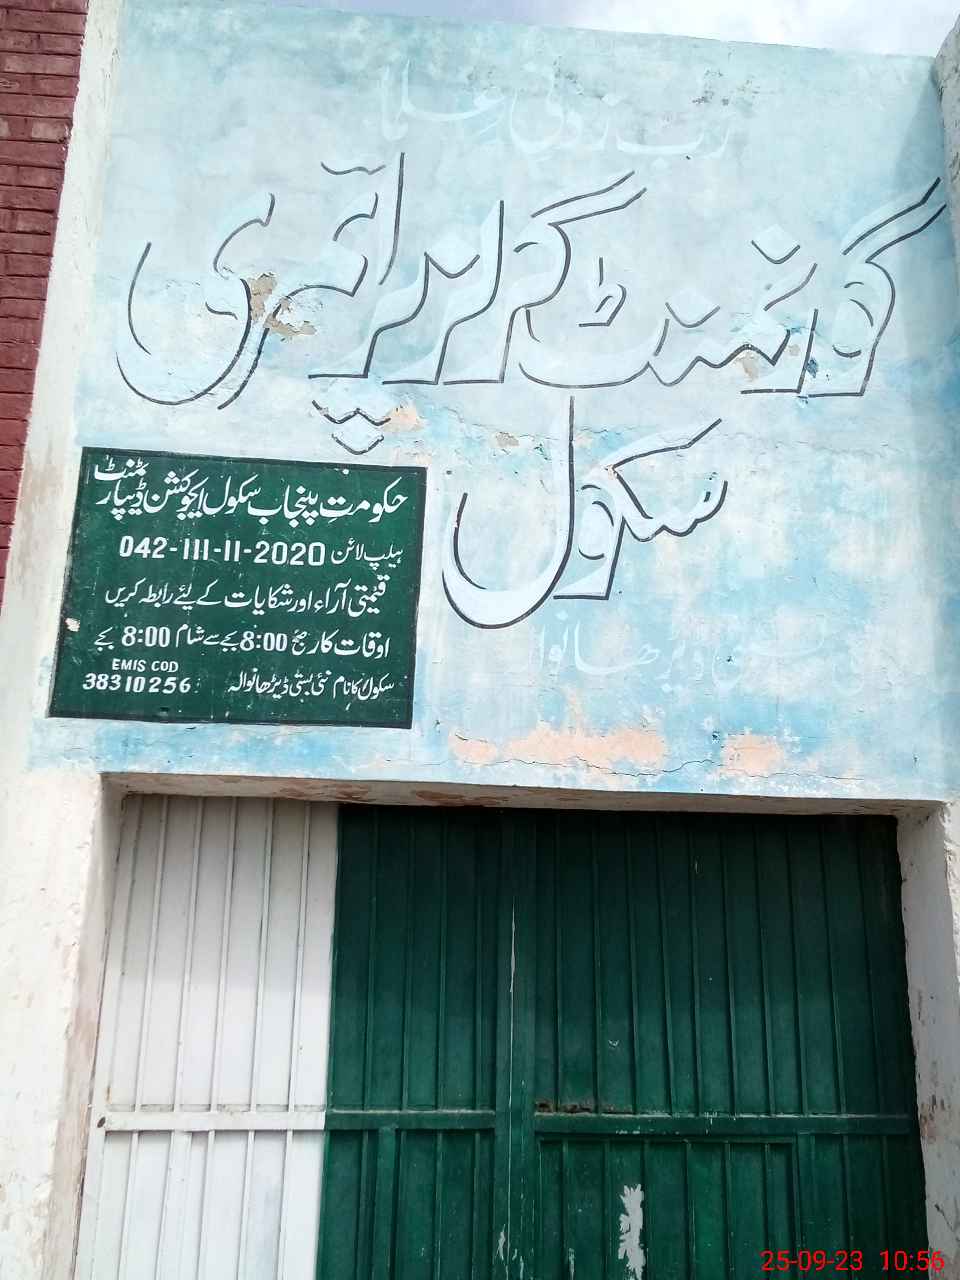 رب زدنی علما
گورنمنٹ گرلز پرائمری
سکول
ڈیڑھانوالہ
حکومتِ پنجاب سکول ایجوکیشن ڈیپارٹمنٹ
ہیلپ لائن 042-111-11-2020
قیمتی آراء اور شکایات کے لیئے رابطہ کریں
اوقات کار صبح 8:00 بجے سے شام 8:00 بجے
EMIS COD
38310256: سکول کا نام نئی بستی ڈیڑھانوالہ
25-09-23 10:56